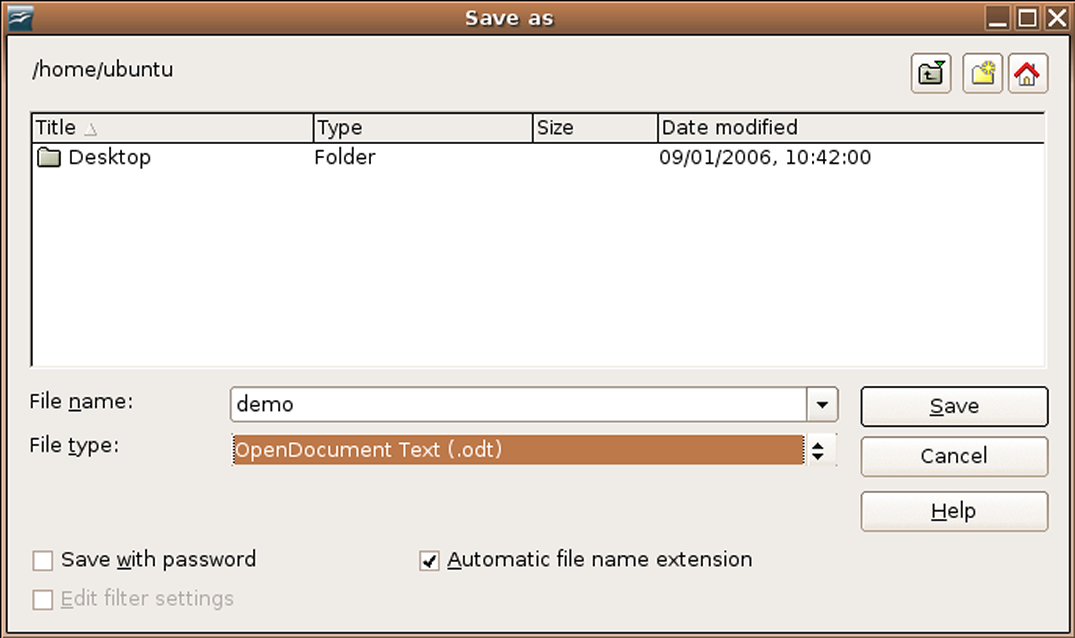 Save as
/home/ubuntu
Title Type Size Date modified
Desktop Folder 09/01/2006, 10:42:00
File name: demo Save
File type: OpenDocument Text (.odt) Cancel
Help
Save with password Automatic file name extension
Edit filter settings